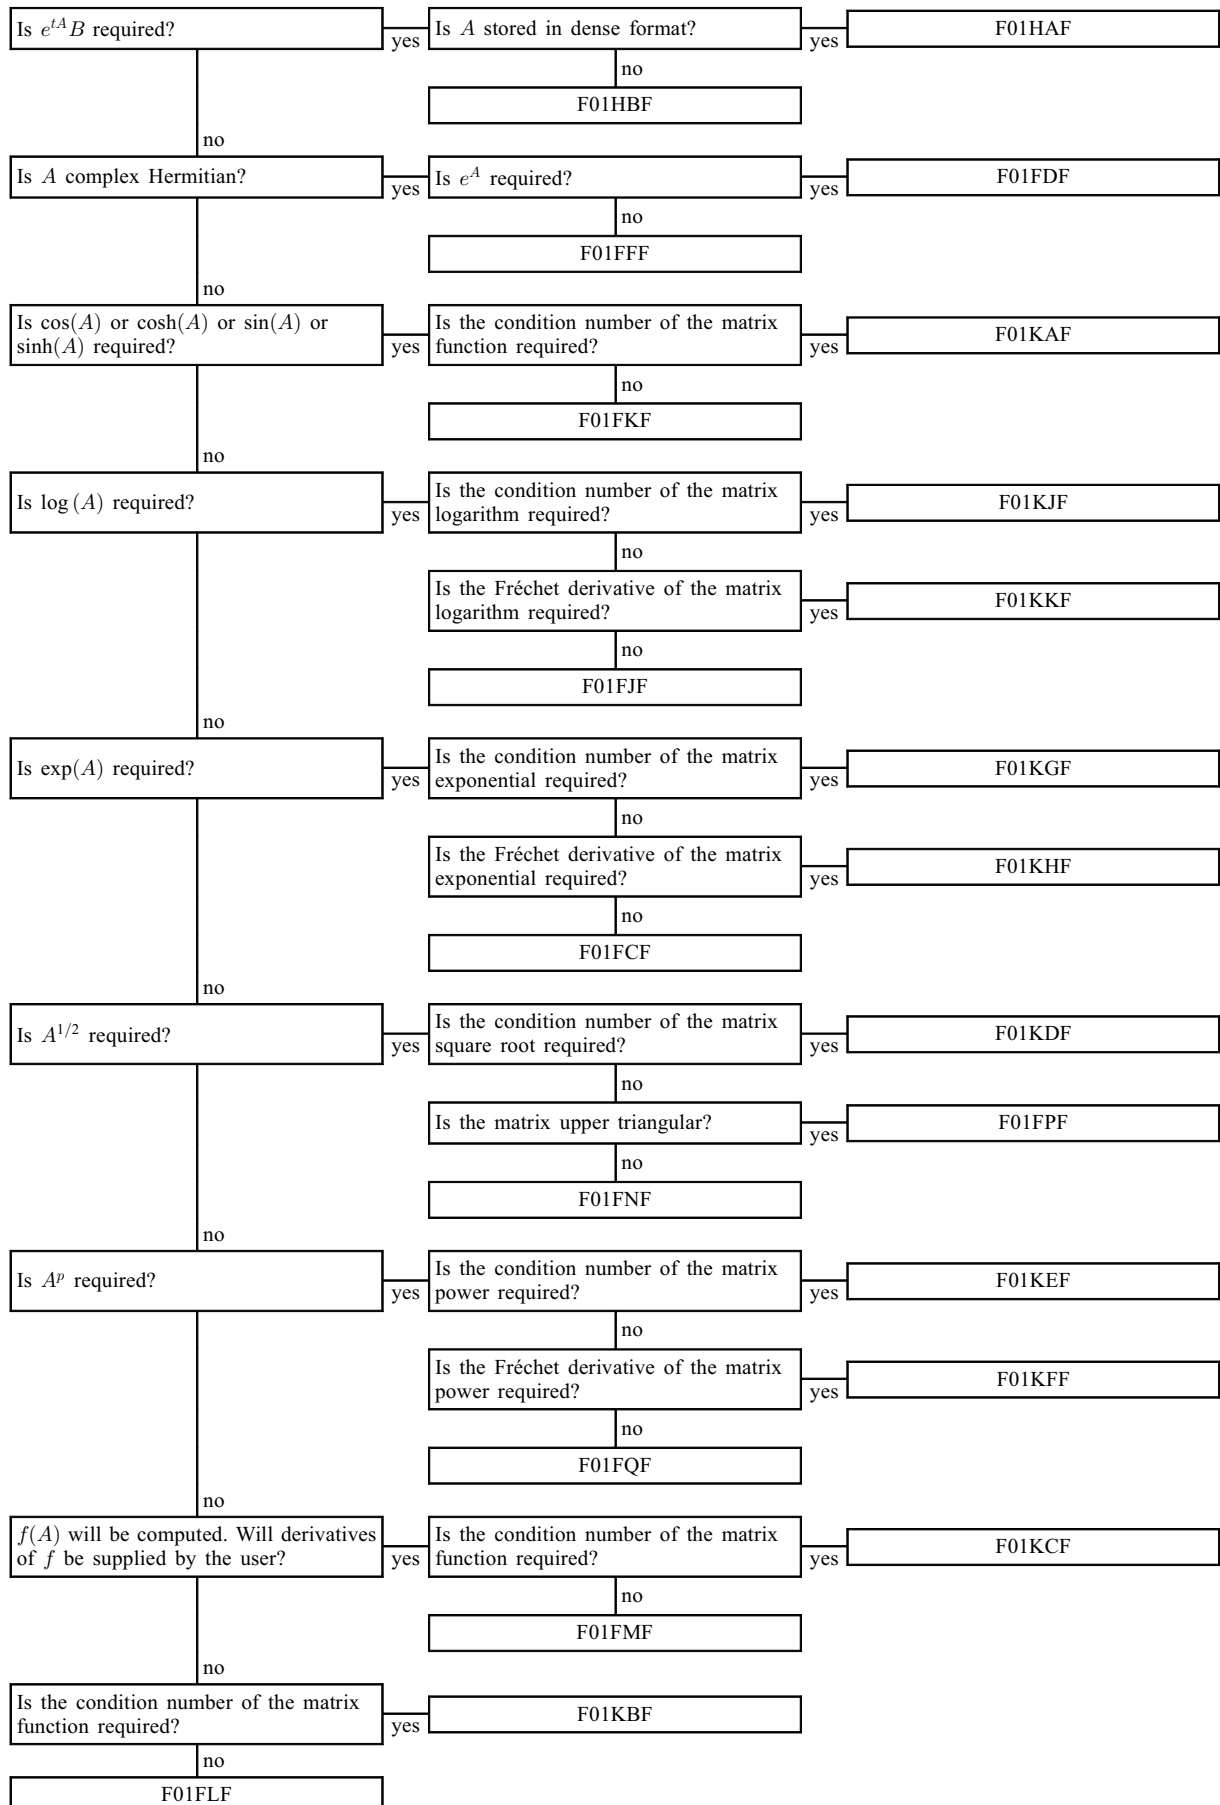 Is e^{tA}B required?
yes
Is A stored in dense format?
yes
F01HAF
no
F01HBF
no
Is A complex Hermitian?
yes
Is e^A required?
yes
F01FDF
no
F01FFF
no
Is cos(A) or cosh(A) or sin(A) or
sinh(A) required?
yes
Is the condition number of the matrix
function required?
yes
F01KAF
no
F01FKF
no
Is log (A) required?
yes
Is the condition number of the matrix
logarithm required?
yes
F01KJF
no
Is the Fréchet derivative of the matrix
logarithm required?
yes
F01KKF
no
F01FJF
no
Is exp(A) required?
yes
Is the condition number of the matrix
exponential required?
yes
F01KGF
no
Is the Fréchet derivative of the matrix
exponential required?
yes
F01KHF
no
F01FCF
no
Is A^{1/2} required?
yes
Is the condition number of the matrix
square root required?
yes
F01KDF
no
Is the matrix upper triangular?
yes
F01FPF
no
F01FNF
no
Is A^p required?
yes
Is the condition number of the matrix
power required?
yes
F01KEF
no
Is the Fréchet derivative of the matrix
power required?
yes
F01KFF
no
F01FQF
no
f(A) will be computed. Will derivatives
of f be supplied by the user?
yes
Is the condition number of the matrix
function required?
yes
F01KCF
no
F01FMF
no
Is the condition number of the matrix
function required?
yes
F01KBF
no
F01FLF